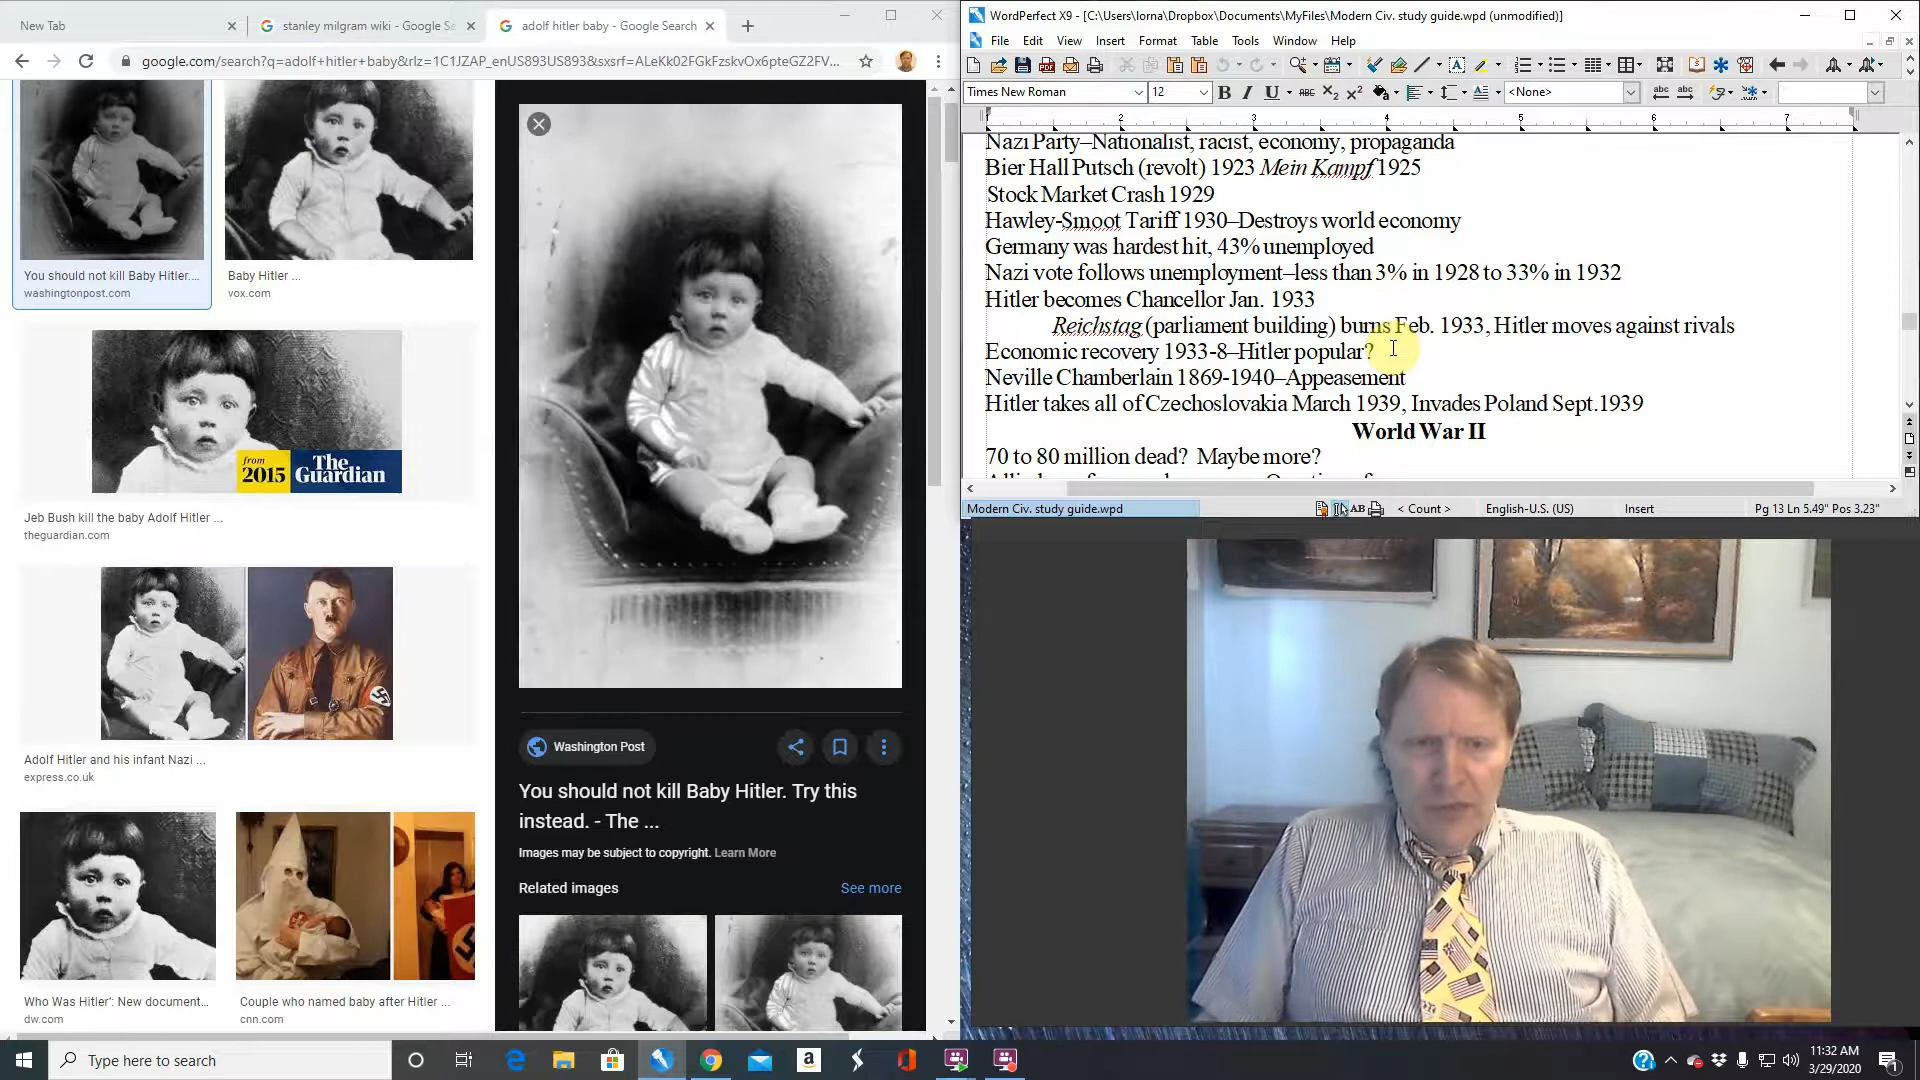 New Tab
stanley milgram wiki - Google Se
adolf hitler baby - Google Search
google.com/search?q=adolf+hitler+baby&rlz=1C1JZAP_enUS893US893&sxsrf=ALeKk02FGkFzskvOx6pteGZ2FV...
You should not kill Baby Hitler....
washingtonpost.com
Baby Hitler ...
vox.com
from
2015
The
Guardian
Jeb Bush kill the baby Adolf Hitler ...
theguardian.com
Adolf Hitler and his infant Nazi ...
express.co.uk
Who Was Hitler': New document...
dw.com
Couple who named baby after Hitler ...
cnn.com
Washington Post
You should not kill Baby Hitler. Try this
instead. - The ...
Images may be subject to copyright. Learn More
Related images
See more
WordPerfect X9 - [C:\Users\lorna\Dropbox\Documents\MyFiles\Modern Civ. study guide.wpd (unmodified)]
File Edit View Insert Format Table Tools Window Help
Times New Roman 12 <None>
1 2 3 4 5 6 7
Nazi Party–Nationalist, racist, economy, propaganda
Bier Hall Putsch (revolt) 1923 Mein Kampf 1925
Stock Market Crash 1929
Hawley-Smoot Tariff 1930–Destroys world economy
Germany was hardest hit, 43% unemployed
Nazi vote follows unemployment–less than 3% in 1928 to 33% in 1932
Hitler becomes Chancellor Jan. 1933
Reichstag (parliament building) burns Feb. 1933, Hitler moves against rivals
Economic recovery 1933-8–Hitler popular?
Neville Chamberlain 1869-1940–Appeasement
Hitler takes all of Czechoslovakia March 1939, Invades Poland Sept.1939
World War II
70 to 80 million dead? Maybe more?
Modern Civ. study guide.wpd
AB
< Count >
English-U.S. (US)
Insert
Pg 13 Ln 5.49" Pos 3.23"
Type here to search
11:32 AM
3/29/2020